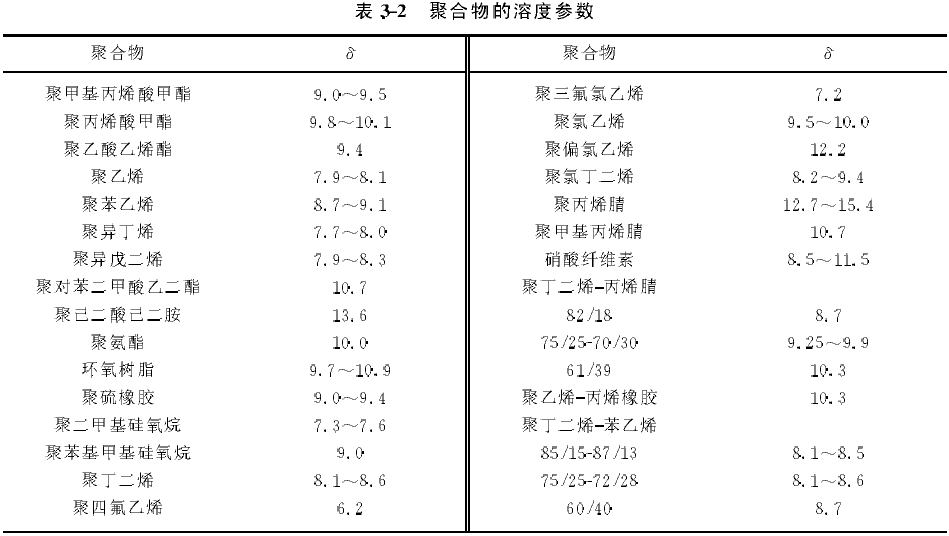 表 3-2 聚合物的溶度参数
聚合物 δ 聚合物 δ
聚甲基丙烯酸甲酯 9.0～9.5 聚三氟氯乙烯 7.2
聚丙烯酸甲酯 9.8～10.1 聚氯乙烯 9.5～10.0
聚乙酸乙烯酯 9.4 聚偏氯乙烯 12.2
聚乙烯 7.9～8.1 聚氯丁二烯 8.2～9.4
聚苯乙烯 8.7～9.1 聚丙烯腈 12.7～15.4
聚异丁烯 7.7～8.0 聚甲基丙烯腈 10.7
聚异戊二烯 7.9～8.3 硝酸纤维素 8.5～11.5
聚对苯二甲酸乙二酯 10.7 聚丁二烯-丙烯腈
聚己二酸己二胺 13.6 82/18 8.7
聚氨酯 10.0 75/25-70/30 9.25～9.9
环氧树脂 9.7～10.9 61/39 10.3
聚硫橡胶 9.0～9.4 聚乙烯-丙烯橡胶 10.3
聚二甲基硅氧烷 7.3～7.6 聚丁二烯-苯乙烯
聚苯基甲基硅氧烷 9.0 85/15-87/13 8.1～8.5
聚丁二烯 8.1～8.6 75/25-72/28 8.1～8.6
聚四氟乙烯 6.2 60/40 8.7